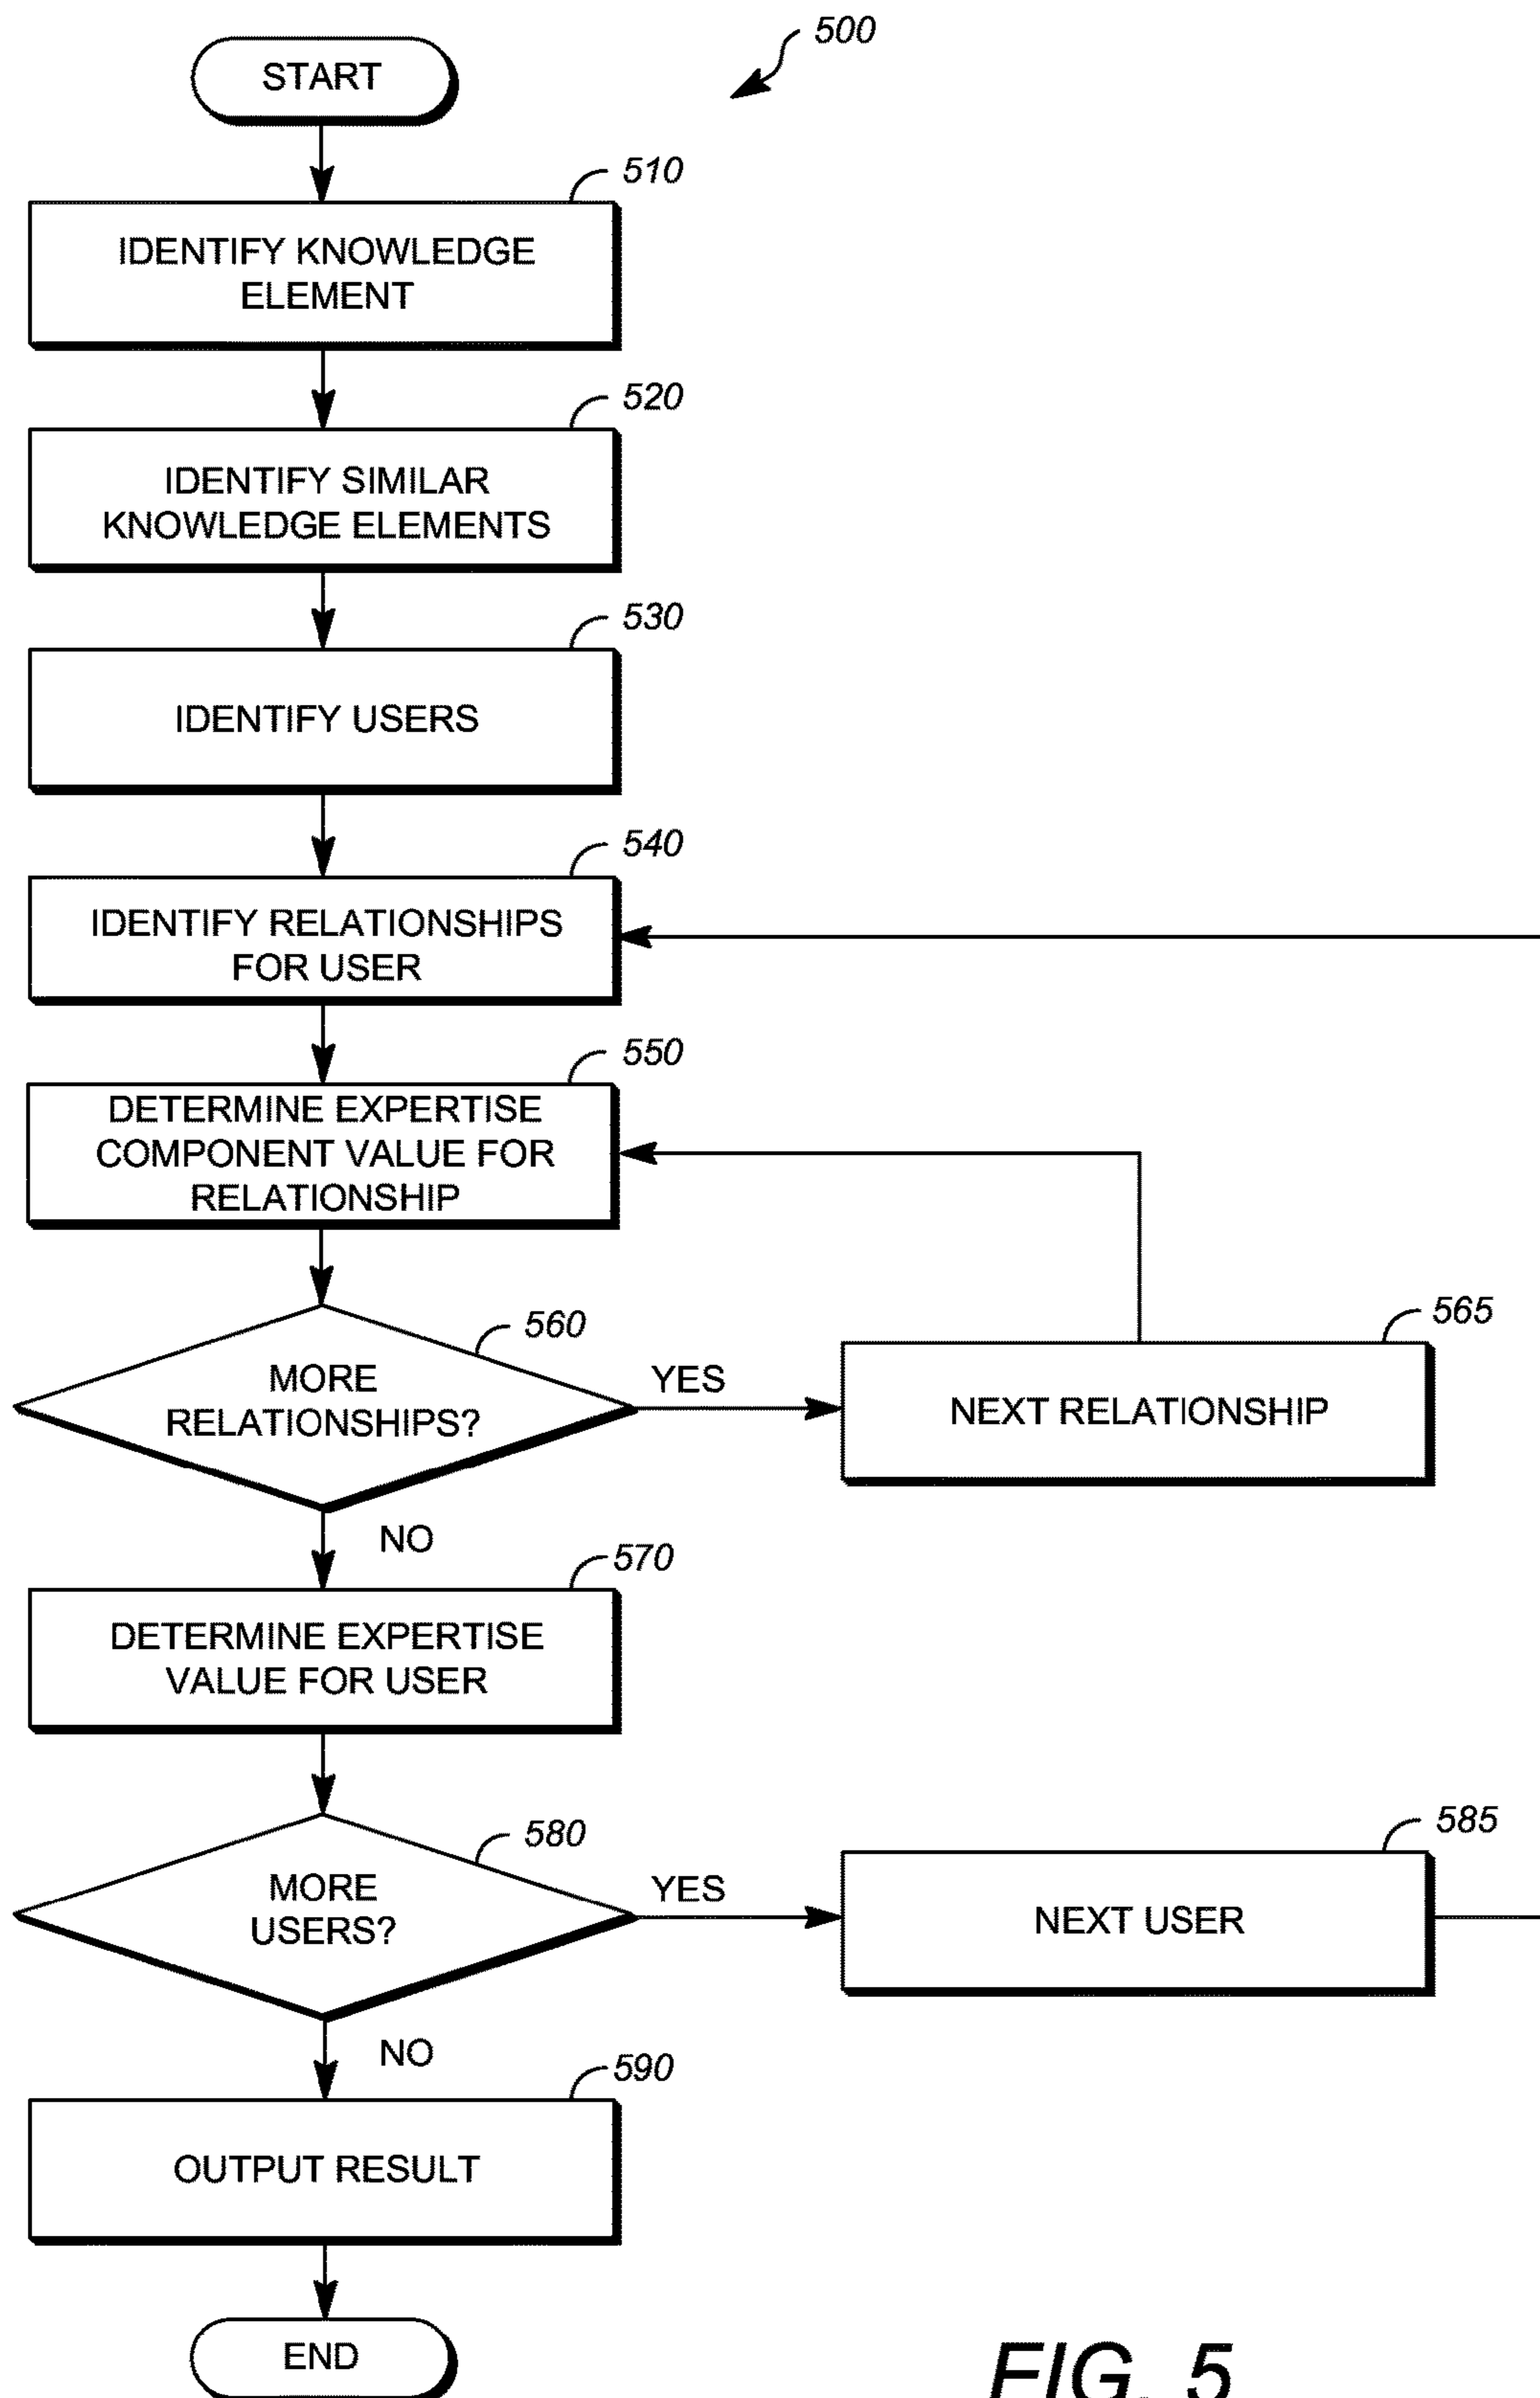 500
START
510
IDENTIFY KNOWLEDGE
ELEMENT
520
IDENTIFY SIMILAR
KNOWLEDGE ELEMENTS
530
IDENTIFY USERS
540
IDENTIFY RELATIONSHIPS
FOR USER
550
DETERMINE EXPERTISE
COMPONENT VALUE FOR
RELATIONSHIP
560
MORE
RELATIONSHIPS?
YES
565
NEXT RELATIONSHIP
NO
570
DETERMINE EXPERTISE
VALUE FOR USER
580
MORE
USERS?
YES
585
NEXT USER
NO
590
OUTPUT RESULT
END
FIG. 5